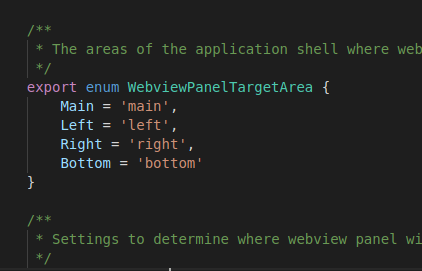 /**
 * The areas of the application shell where web
 */
export enum WebviewPanelTargetArea {
    Main = 'main',
    Left = 'left',
    Right = 'right',
    Bottom = 'bottom'
}
/**
 * Settings to determine where webview panel wi
 */